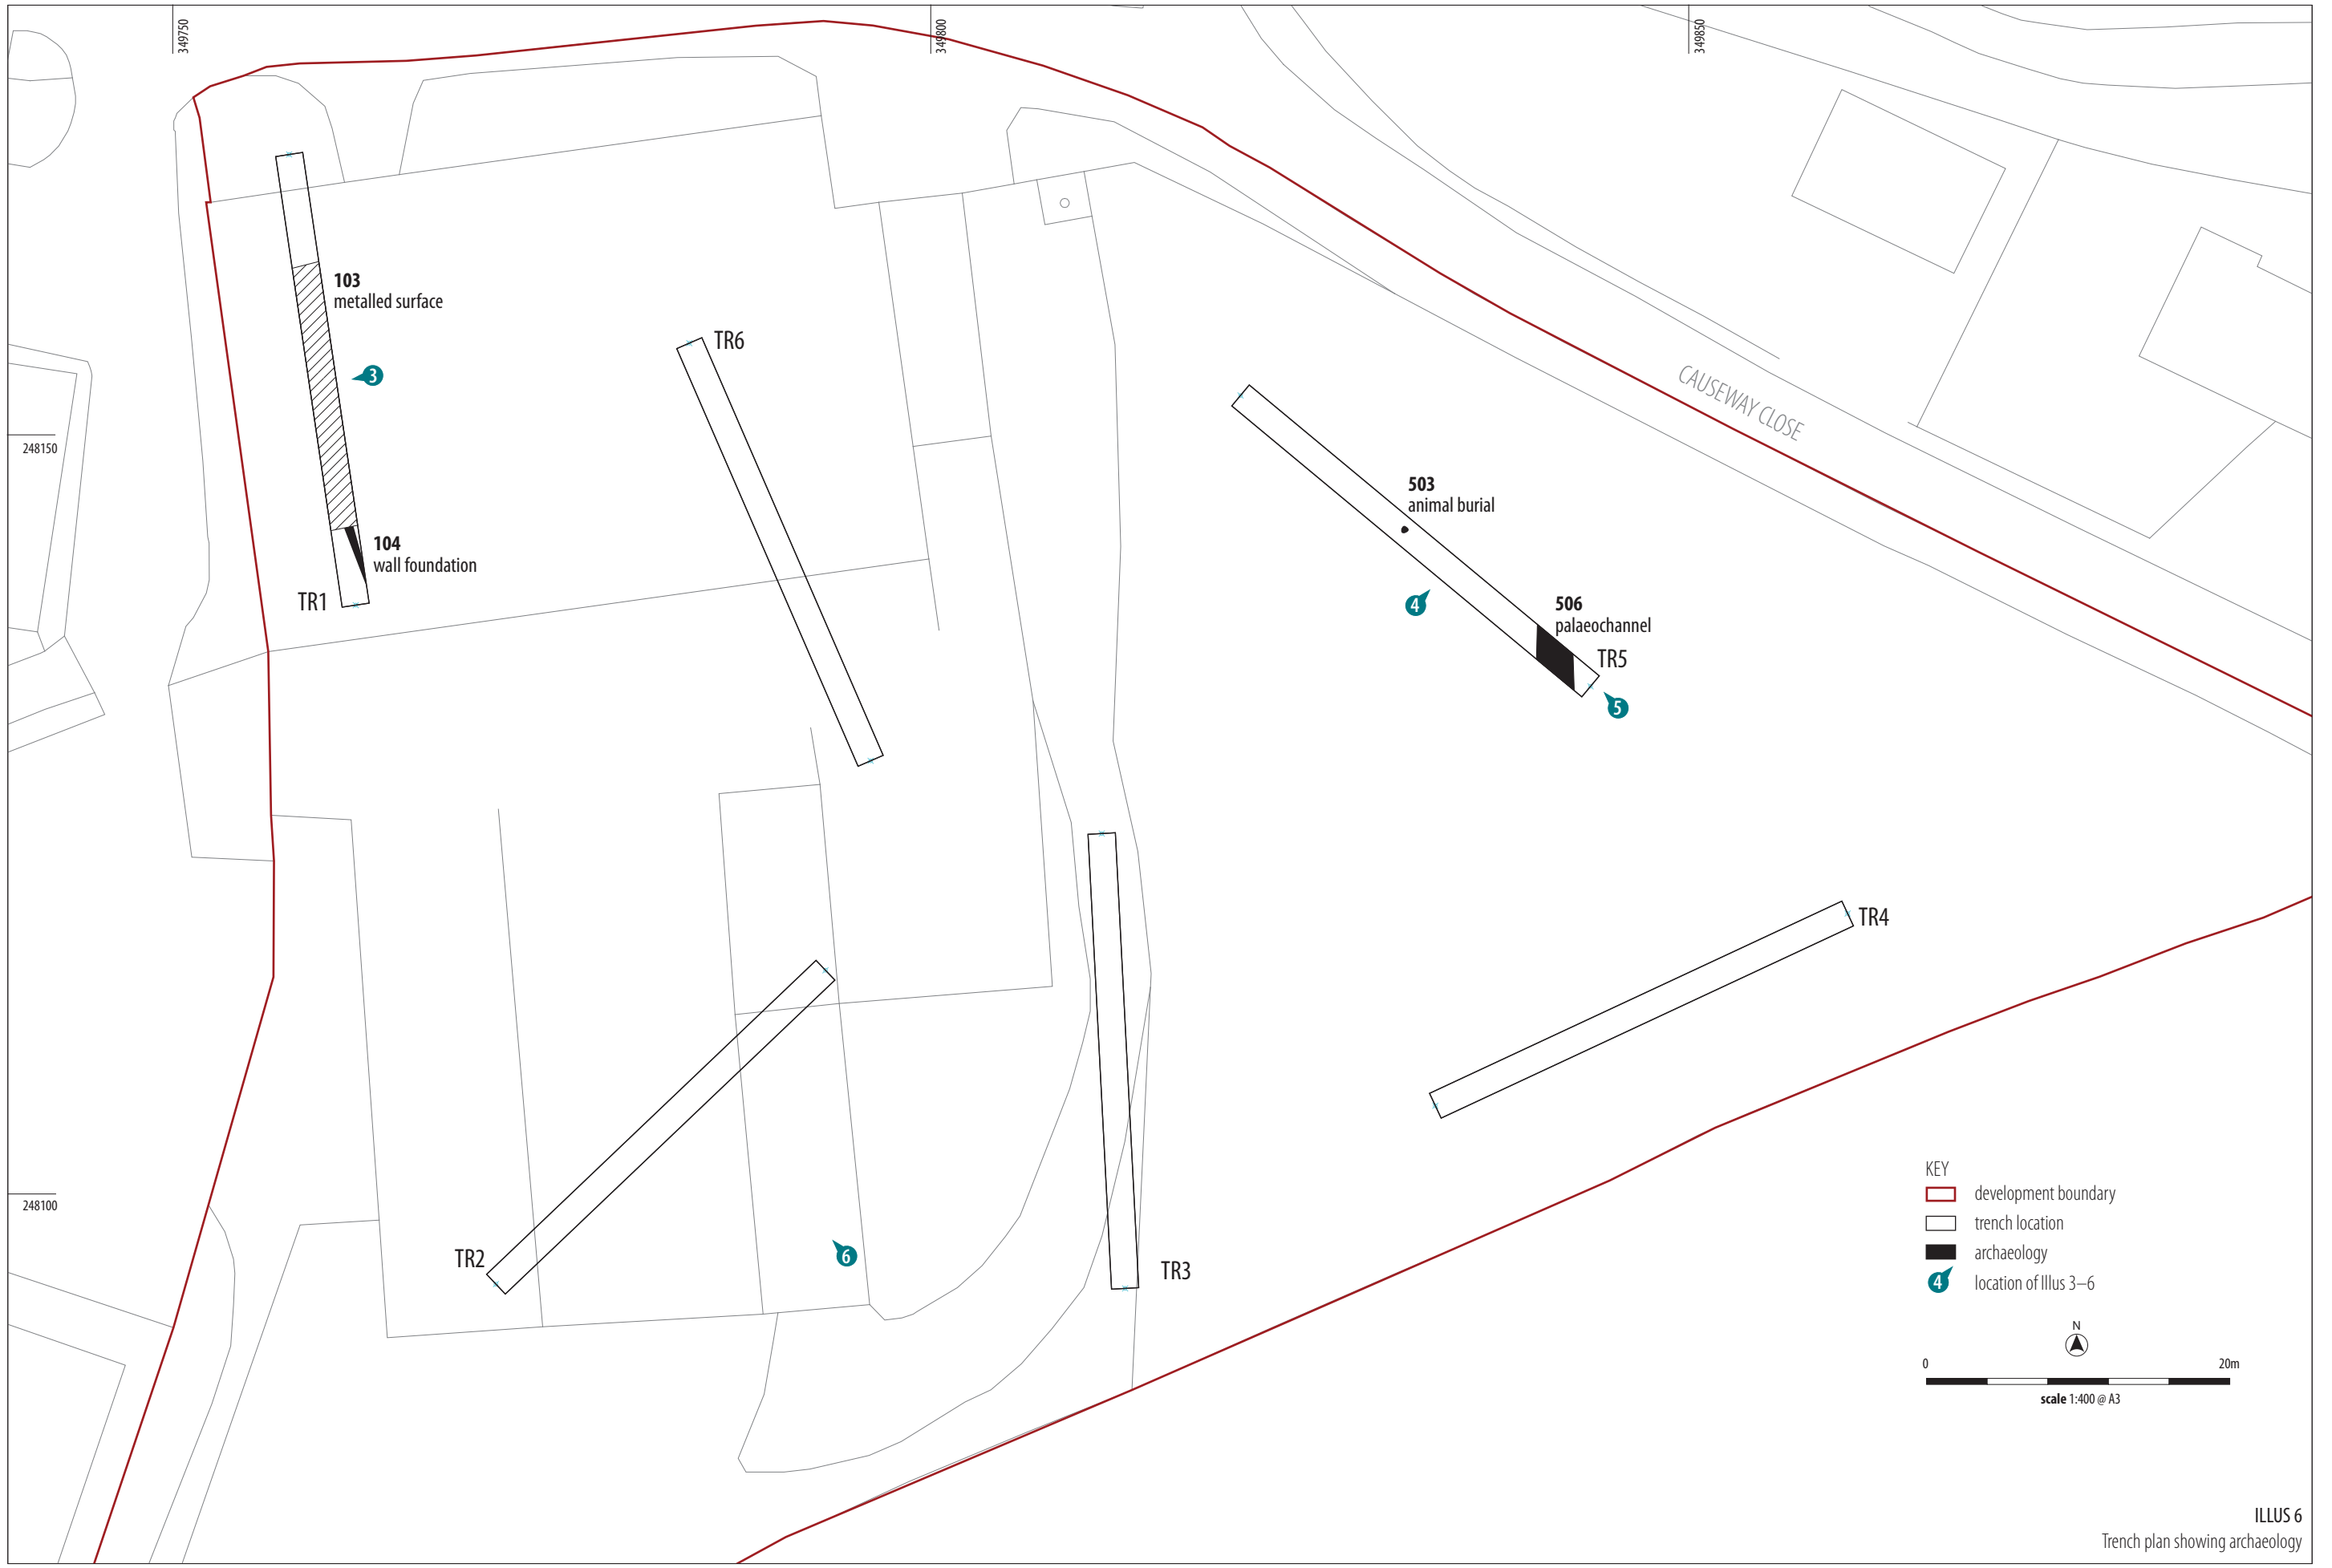 349750
349800
349850
103
metalled surface
3
TR6
CAUSEWAY CLOSE
248150
503
animal burial
104
wall foundation
TR1
4
506
palaeochannel
TR5
5
TR4
KEY
development boundary
248100
trench location
TR2
6
archaeology
TR3
4
location of Illus 3–6
N
0
20m
scale 1:400 @ A3
ILLUS 6
Trench plan showing archaeology